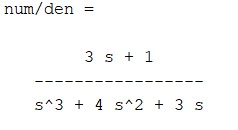 num/den =
3 s + 1
-----------------
s^3 + 4 s^2 + 3 s